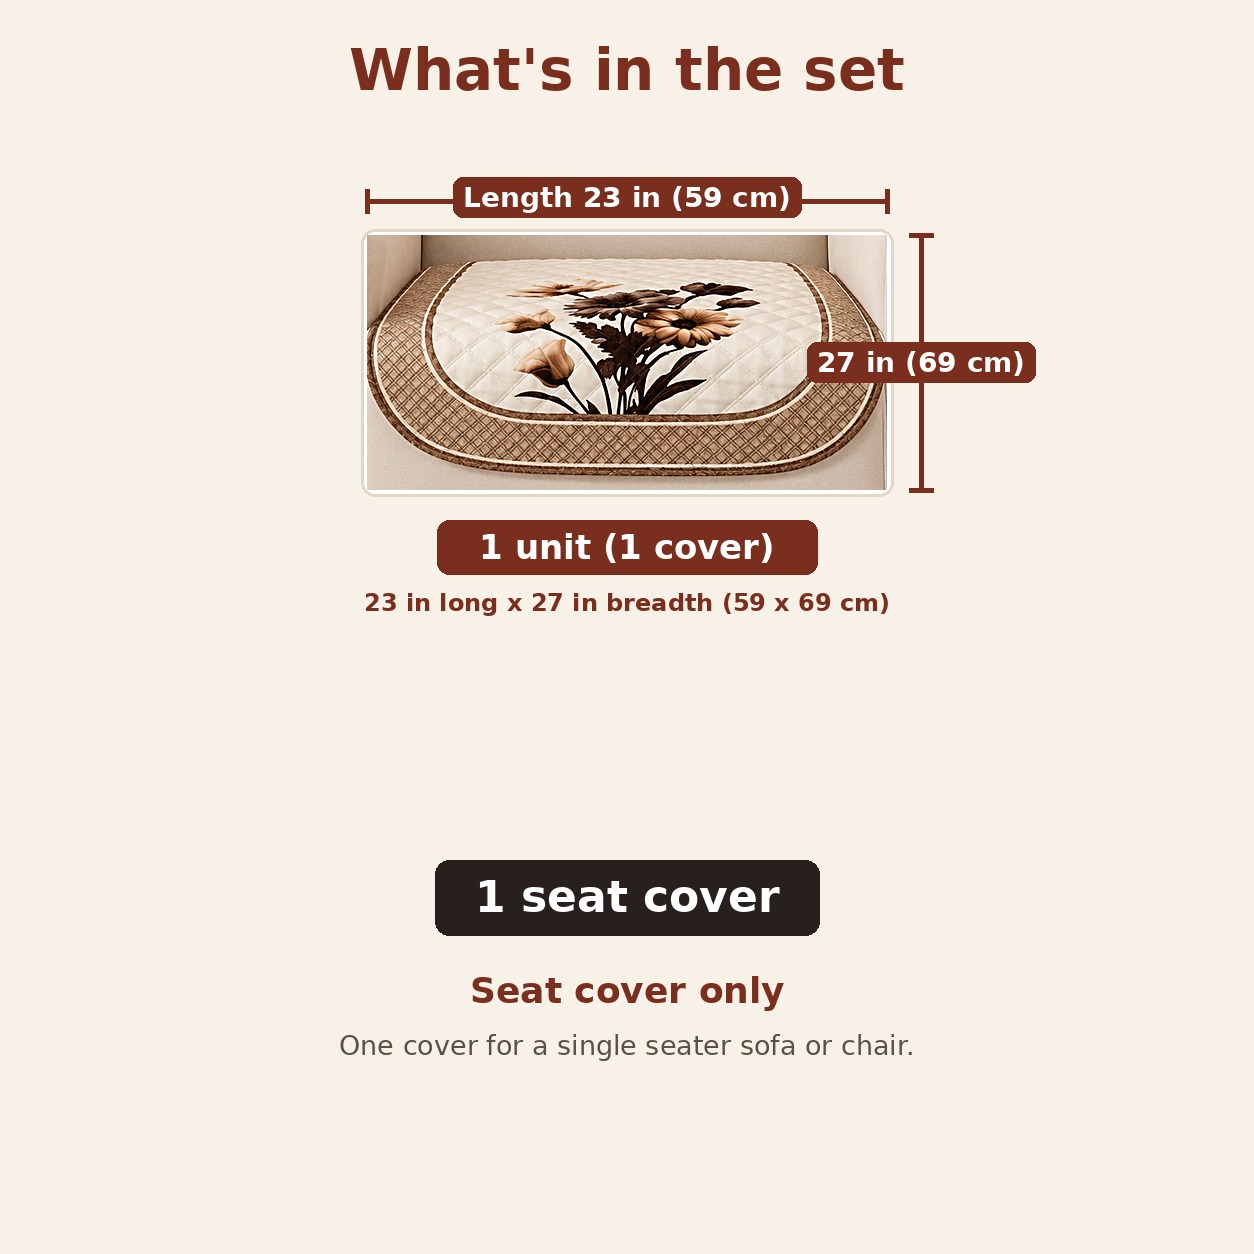 What's in the set
Length 23 in (59 cm)
27 in (69 cm)
1 unit (1 cover)
23 in long x 27 in breadth (59 x 69 cm)
1 seat cover
Seat cover only
One cover for a single seater sofa or chair.